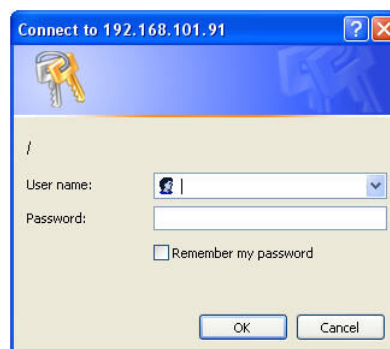 Connect to 192.168.101.91
/
User name:
Password:
Remember my password
OK Cancel